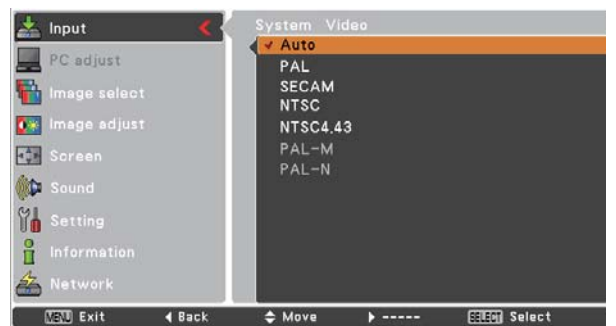 Input
PC adjust
Image select
Image adjust
Screen
Sound
Setting
Information
Network
System Video
Auto
PAL
SECAM
NTSC
NTSC4.43
PAL-M
PAL-N
MENU Exit Back Move ----- SELECT Select